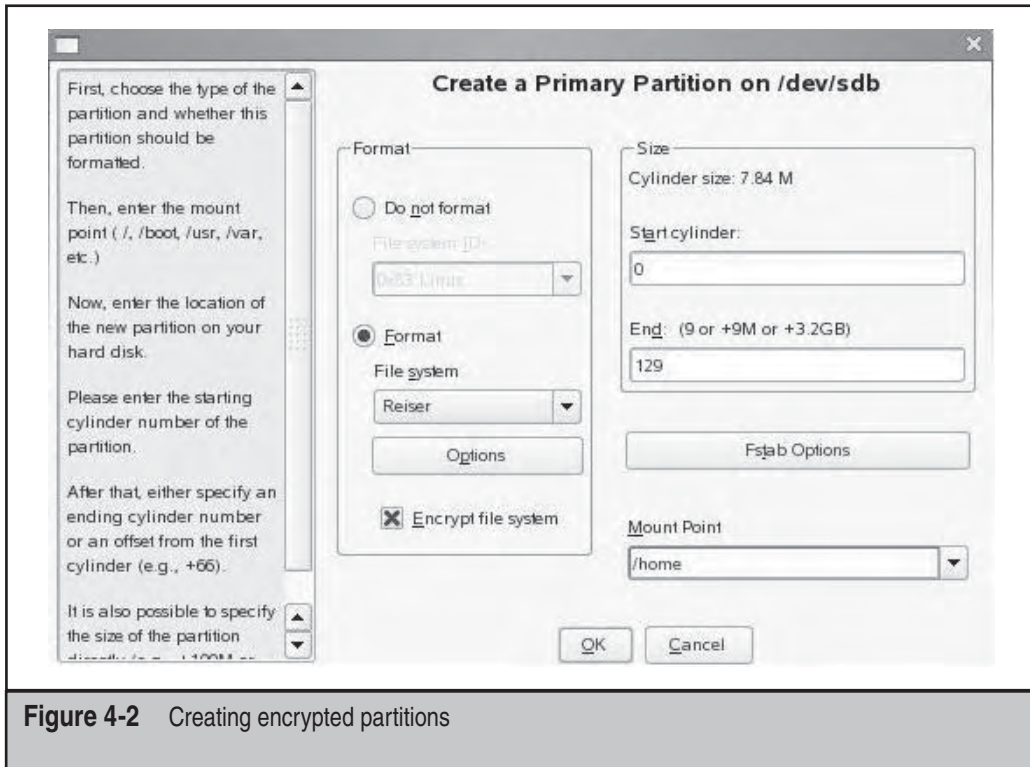 First, choose the type of the
partition and whether this
partition should be
formatted.
Then, enter the mount
point ( /, /boot, /usr, /var,
etc.)
Now, enter the location of
the new partition on your
hard disk.
Please enter the starting
cylinder number of the
partition.
After that, either specify an
ending cylinder number
or an offset from the first
cylinder (e.g., +66).
It is also possible to specify
the size of the partition
Create a Primary Partition on /dev/sdb
Format
Do not format
File system ID:
0x83 Linux
Format
File system
Reiser
Options
Encrypt file system
Size
Cylinder size: 7.84 M
Start cylinder:
0
End: (9 or +9M or +3.2GB)
129
Fstab Options
Mount Point
/home
OK
Cancel
Figure 4-2 Creating encrypted partitions